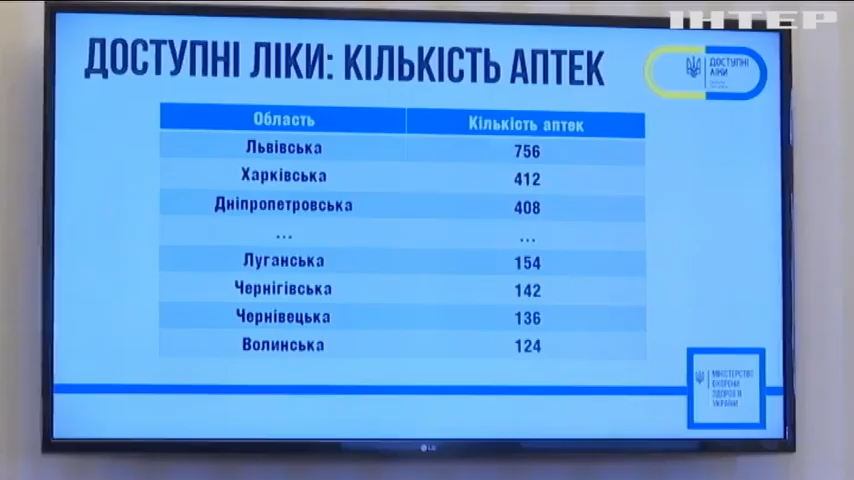 ІНТЕР
ДОСТУПНІ ЛІКИ: КІЛЬКІСТЬ АПТЕК
ДОСТУПНІ
ЛІКИ
Область Кількість аптек
Львівська 756
Харківська 412
Дніпропетровська 408
... ...
Луганська 154
Чернігівська 142
Чернівецька 136
Волинська 124
МІНІСТЕРСТВО
ОХОРОНИ
ЗДОРОВ'Я
УКРАЇНИ
LG